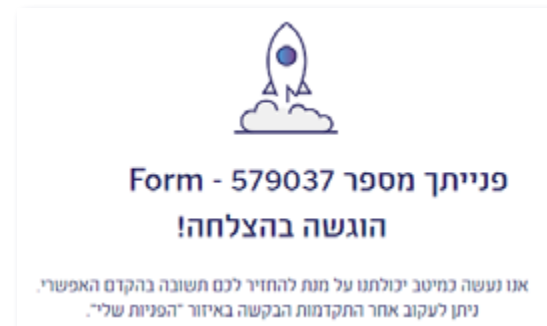 פנייתך מספר Form - 579037
הוגשה בהצלחה!
אנו נעשה כמיטב יכולתנו על מנת להחזיר לכם תשובה בהקדם האפשרי.
ניתן לעקוב אחר התקדמות הבקשה באיזור "הפניות שלי".